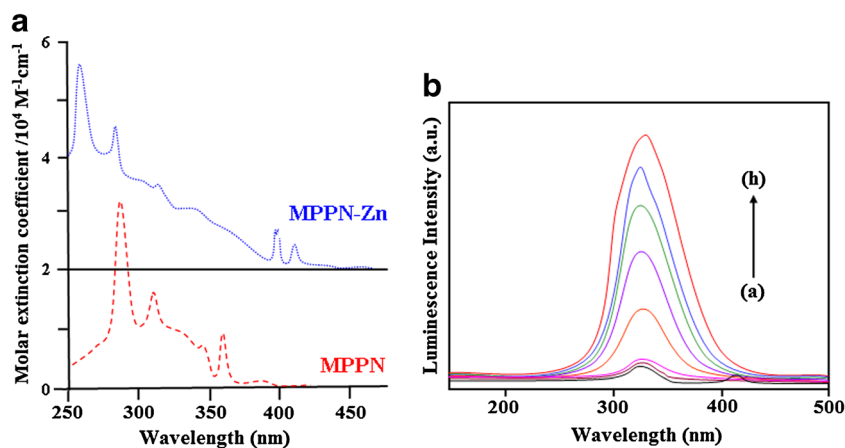 a
Molar extinction coefficient /10⁴ M⁻¹cm⁻¹
6
4
2
0
MPPN-Zn
MPPN
250
300
350
400
450
Wavelength (nm)
b
Luminescence Intensity (a.u.)
(h)
(a)
200
300
400
500
Wavelength (nm)